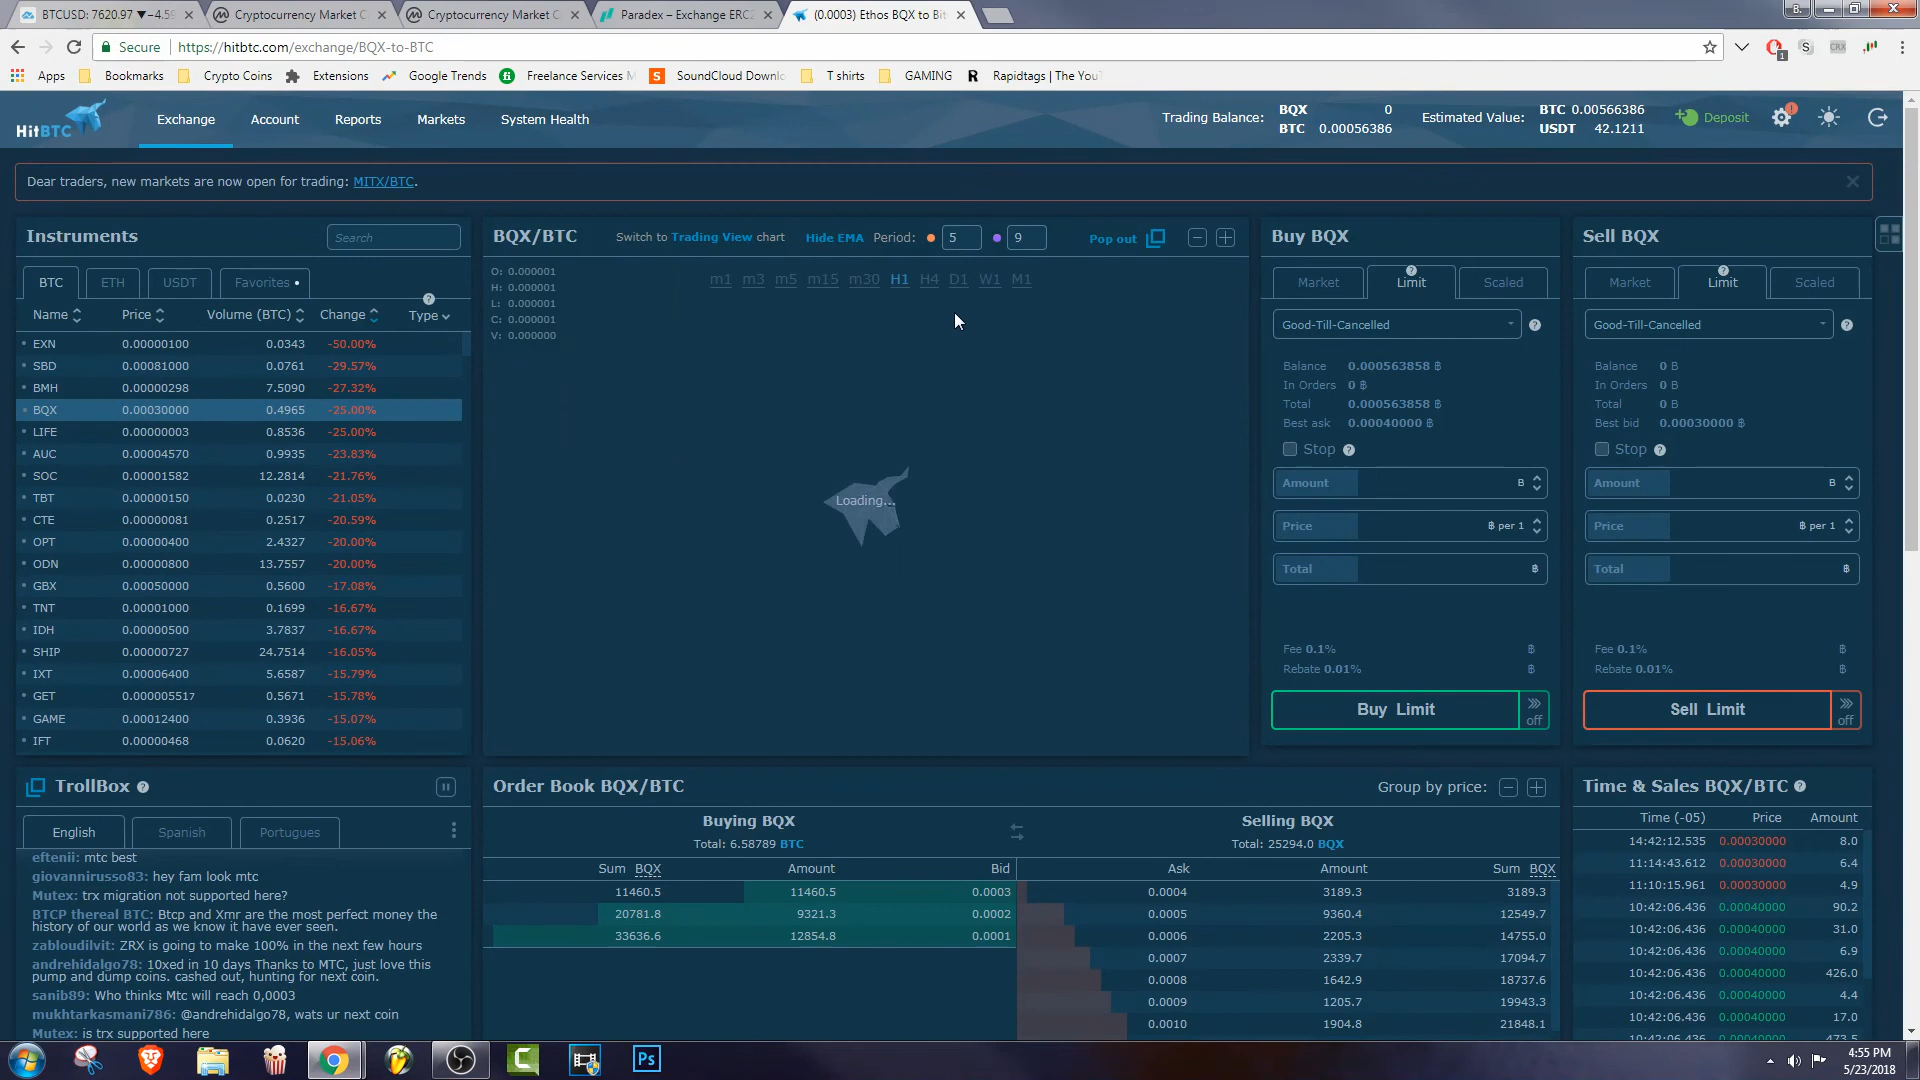 BTCUSD: 7620.97 ▼−4.59
Cryptocurrency Market C
Cryptocurrency Market C
Paradex – Exchange ERC2
(0.0003) Ethos BQX to Bit
B.
Secure
https://hitbtc.com/exchange/BQX-to-BTC
1
S
CRX
Apps
Bookmarks
Crypto Coins
Extensions
Google Trends
Freelance Services M
SoundCloud Downlo
T shirts
GAMING
R
Rapidtags | The You
HitBTC
Exchange
Account
Reports
Markets
System Health
Trading Balance:
BQX 0
BTC 0.00056386
Estimated Value:
BTC 0.00566386
USDT 42.1211
Deposit
Dear traders, new markets are now open for trading: MITX/BTC.
Instruments
Search
BTC ETH USDT Favorites •
Name Price Volume (BTC) Change Type
EXN 0.00000100 0.0343 -50.00%
SBD 0.00081000 0.0761 -29.57%
BMH 0.00000298 7.5090 -27.32%
BQX 0.00030000 0.4965 -25.00%
LIFE 0.00000003 0.8536 -25.00%
AUC 0.00004570 0.9935 -23.83%
SOC 0.00001582 12.2814 -21.76%
TBT 0.00000150 0.0230 -21.05%
CTE 0.00000081 0.2517 -20.59%
OPT 0.00000400 2.4327 -20.00%
ODN 0.00000800 13.7557 -20.00%
GBX 0.00050000 0.5600 -17.08%
TNT 0.00001000 0.1699 -16.67%
IDH 0.00000500 3.7837 -16.67%
SHIP 0.00000727 24.7514 -16.05%
IXT 0.00006400 5.6587 -15.79%
GET 0.000005517 0.5671 -15.78%
GAME 0.00012400 0.3936 -15.07%
IFT 0.00000468 0.0620 -15.06%
BQX/BTC
Switch to Trading View chart
Hide EMA
Period:
5
9
Pop out
O: 0.000001
H: 0.000001
L: 0.000001
C: 0.000001
V: 0.000000
m1 m3 m5 m15 m30 H1 H4 D1 W1 M1
Loading...
Buy BQX
Market Limit Scaled
Good-Till-Cancelled
Balance 0.000563858 ฿
In Orders 0 ฿
Total 0.000563858 ฿
Best ask 0.00040000 ฿
Stop
Amount B
Price ฿ per 1
Total ฿
Fee 0.1% ฿
Rebate 0.01% ฿
Buy Limit
off
Sell BQX
Market Limit Scaled
Good-Till-Cancelled
Balance 0 B
In Orders 0 B
Total 0 B
Best bid 0.00030000 ฿
Stop
Amount B
Price ฿ per 1
Total ฿
Fee 0.1% ฿
Rebate 0.01% ฿
Sell Limit
off
TrollBox
English Spanish Portugues
eftenii: mtc best
giovannirusso83: hey fam look mtc
Mutex: trx migration not supported here?
BTCP thereal BTC: Btcp and Xmr are the most perfect money the
history of our world as we know it have ever seen.
zabloudilvit: ZRX is going to make 100% in the next few hours
andrehidalgo78: 10xed in 10 days Thanks to MTC, just love this
pump and dump coins. cashed out, hunting for next coin.
sanib89: Who thinks Mtc will reach 0,0003
mukhtarkasmani786: @andrehidalgo78, wats ur next coin
Mutex: is trx supported here
Order Book BQX/BTC
Group by price:
Buying BQX
Total: 6.58789 BTC
Sum BQX Amount Bid
11460.5 11460.5 0.0003
20781.8 9321.3 0.0002
33636.6 12854.8 0.0001
Selling BQX
Total: 25294.0 BQX
Ask Amount Sum BQX
0.0004 3189.3 3189.3
0.0005 9360.4 12549.7
0.0006 2205.3 14755.0
0.0007 2339.7 17094.7
0.0008 1642.9 18737.6
0.0009 1205.7 19943.3
0.0010 1904.8 21848.1
Time & Sales BQX/BTC
Time (-05) Price Amount
14:42:12.535 0.00030000 8.0
11:14:43.612 0.00030000 6.4
11:10:15.961 0.00030000 4.9
10:42:06.436 0.00040000 90.2
10:42:06.436 0.00040000 31.0
10:42:06.436 0.00040000 6.9
10:42:06.436 0.00040000 426.0
10:42:06.436 0.00040000 4.4
10:42:06.436 0.00040000 17.0
10:42:06.436 0.00040000 473.5
C
Ps
4:55 PM
5/23/2018